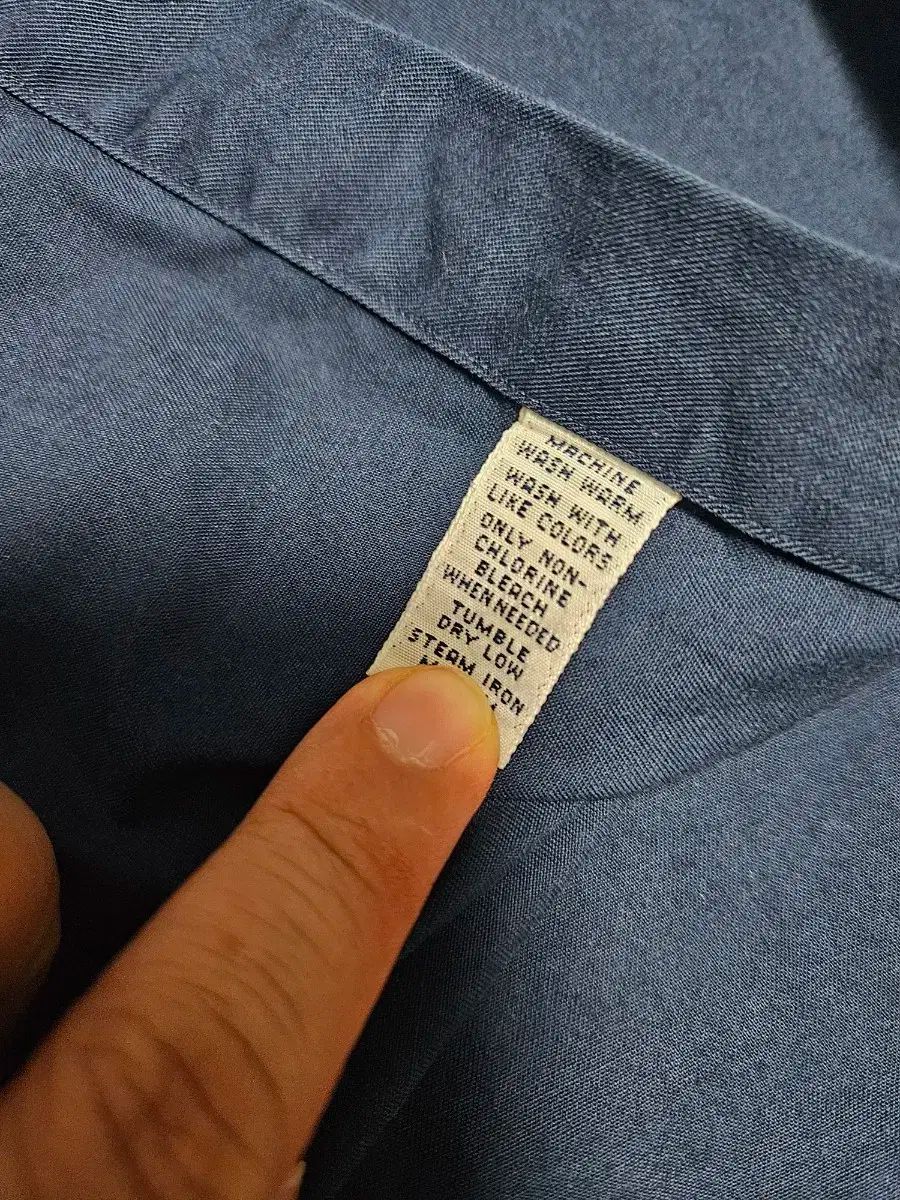 MACHINE
WASH WARM
WASH WITH
LIKE COLORS
ONLY NON-
CHLORINE
BLEACH
WHEN NEEDED
TUMBLE
DRY LOW
STEAM IRON